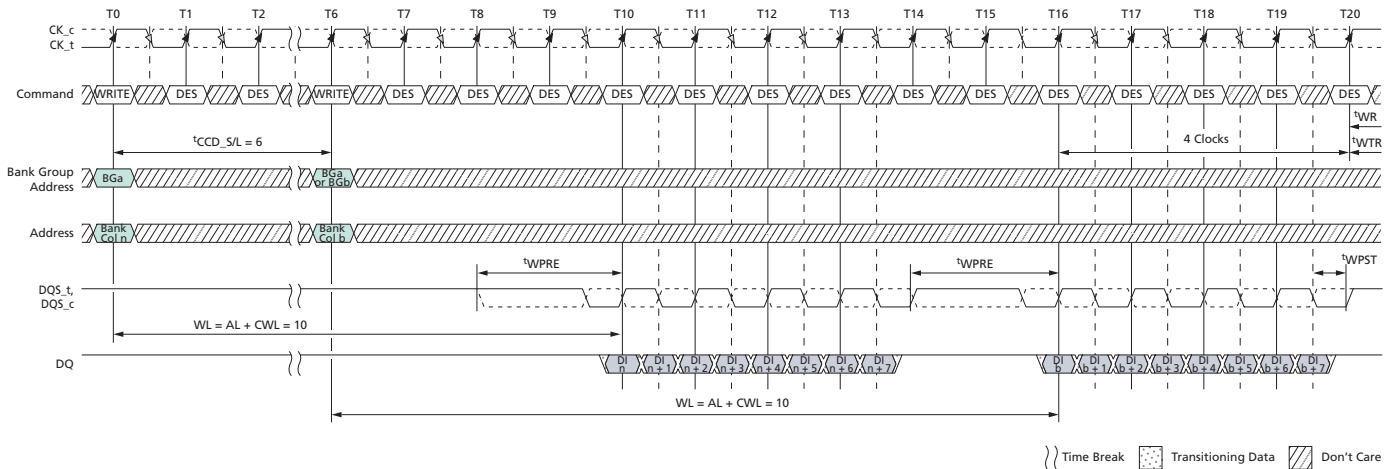 T0 T1 T2 T6 T7 T8 T9 T10 T11 T12 T13 T14 T15 T16 T17 T18 T19 T20
CK_c
CK_t
Command WRITE DES DES WRITE DES DES DES DES DES DES DES DES DES DES DES DES DES DES
tWR
tCCD_S/L = 6
4 Clocks
tWTR
Bank Group
Address
BGa
BGa
or BGb
Address
Bank
Col n
Bank
Col b
tWPRE
tWPRE
tWPST
DQS_t,
DQS_c
WL = AL + CWL = 10
DQ
DI
n
DI
n + 1
DI
n + 2
DI
n + 3
DI
n + 4
DI
n + 5
DI
n + 6
DI
n + 7
DI
b
DI
b + 1
DI
b + 2
DI
b + 3
DI
b + 4
DI
b + 5
DI
b + 6
DI
b + 7
WL = AL + CWL = 10
Time Break
Transitioning Data
Don't Care